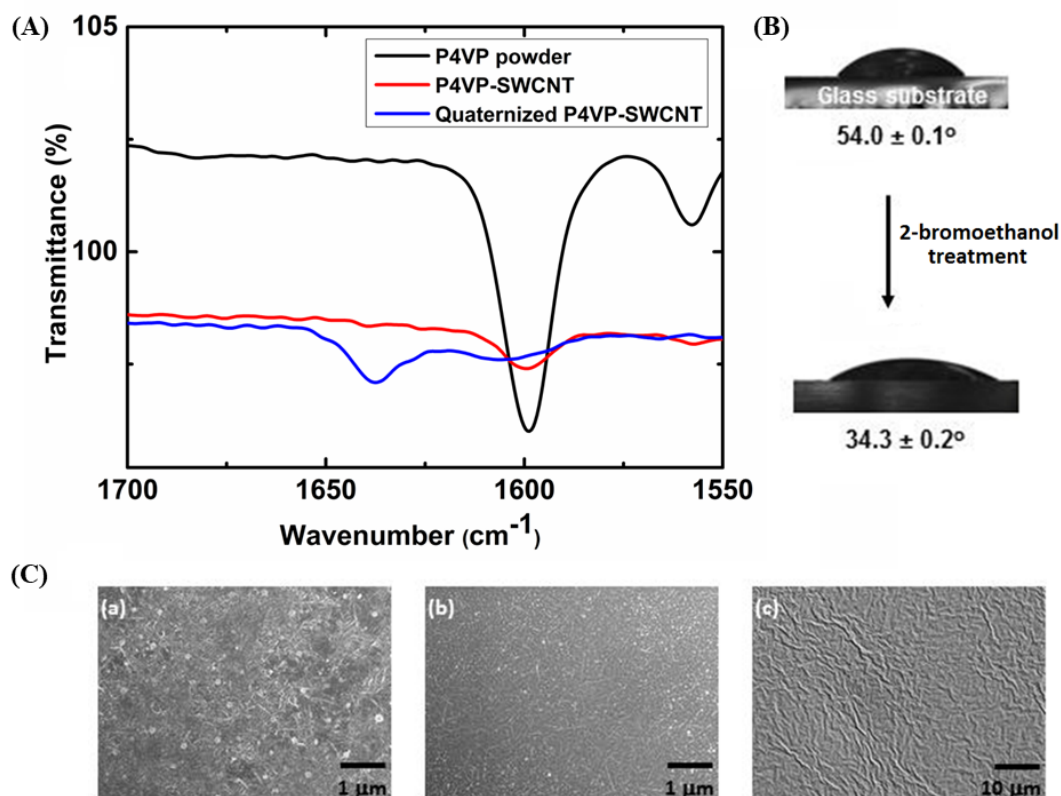 (A)
105
100
Transmittance (%)
P4VP powder
P4VP-SWCNT
Quaternized P4VP-SWCNT
1700
1650
1600
1550
Wavenumber (cm⁻¹)
(B)
Glass substrate
54.0 ± 0.1°
2-bromoethanol
treatment
34.3 ± 0.2°
(C)
(a)
1 μm
(b)
1 μm
(c)
10 μm